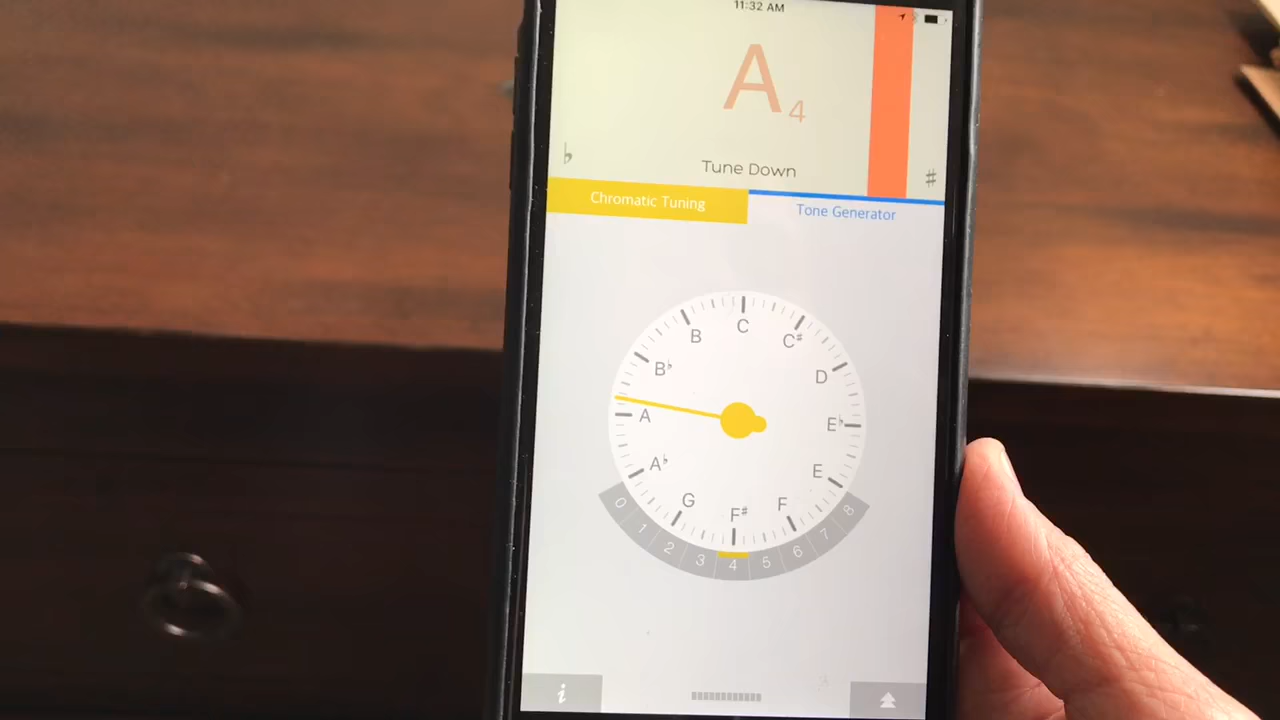 11:32 AM
A4
♭
Tune Down
♯
Chromatic Tuning
Tone Generator
C
C♯
D
E♭
E
F
F♯
G
A♭
A
B♭
B
0 1 2 3 4 5 6 7 8
i